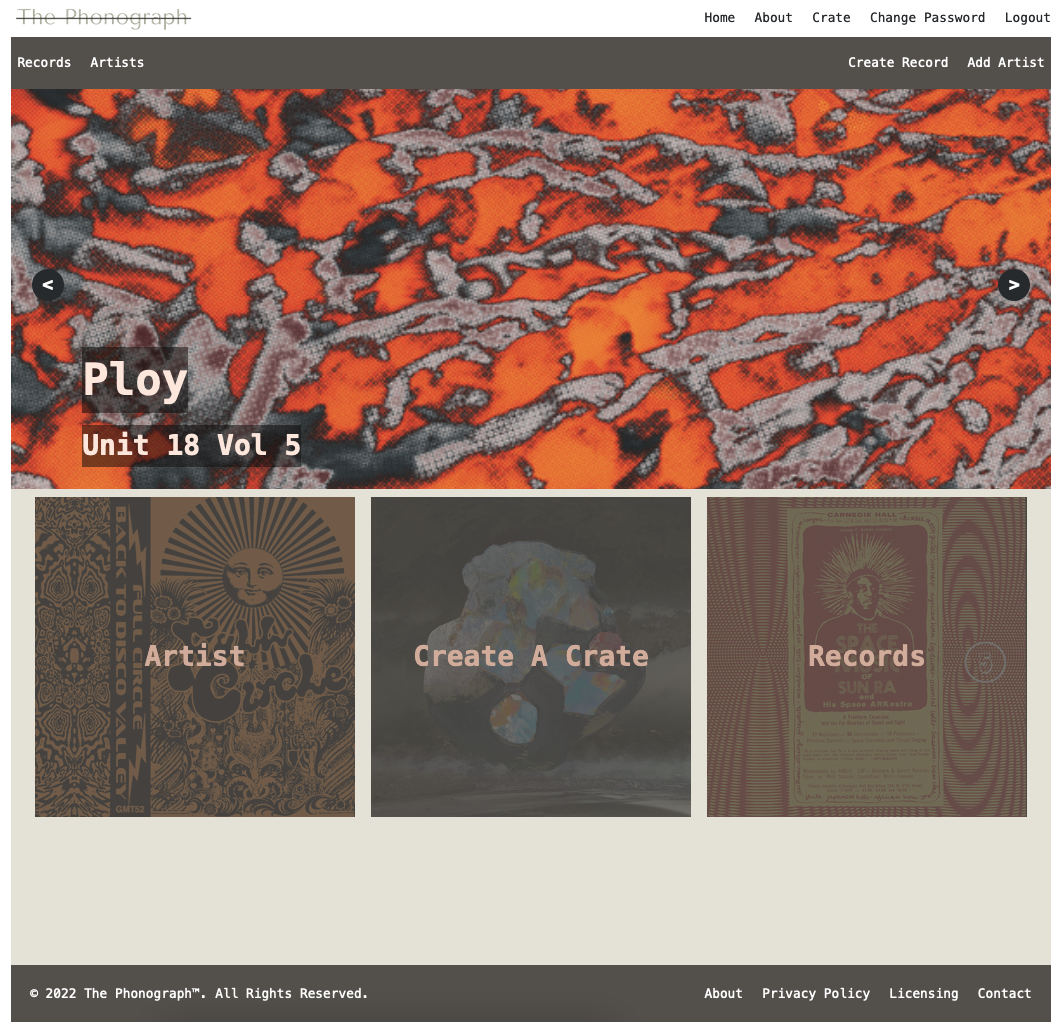 The Phonograph
Home About Crate Change Password Logout
Records Artists
Create Record Add Artist
<
>
Ploy
Unit 18 Vol 5
BACK TO DISCO VALLEY
FULL CIRCLE
GMT52
Full
Circle
Artist
Create A Crate
CARNEGIE HALL
THE
SPACE
OF
SUN RA
and
His Space ARKestra
Records
© 2022 The Phonograph™. All Rights Reserved.
About Privacy Policy Licensing Contact